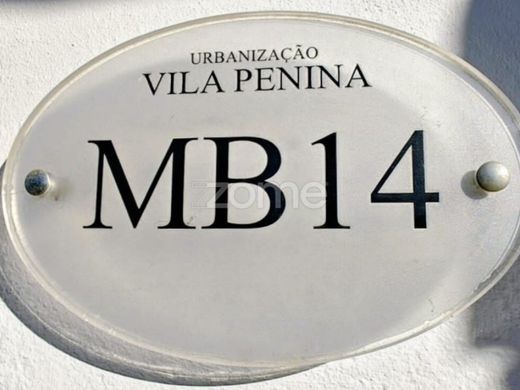 URBANIZAÇÃO
VILA PENINA
MB14
zome